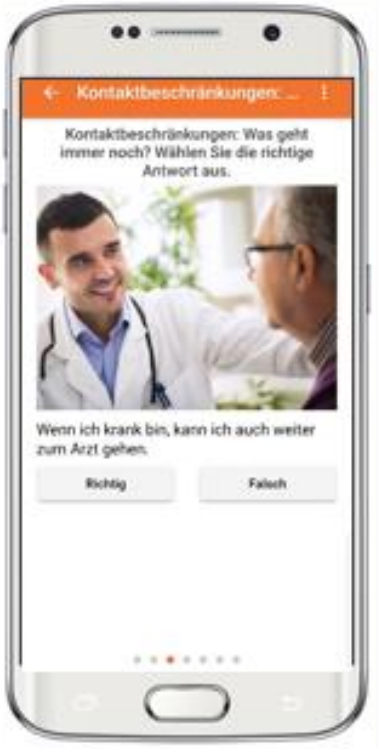 Kontaktbeschränkungen: ...
Kontaktbeschränkungen: Was geht
immer noch? Wählen Sie die richtige
Antwort aus.
Wenn ich krank bin, kann ich auch weiter
zum Arzt gehen.
Richtig
Falsch